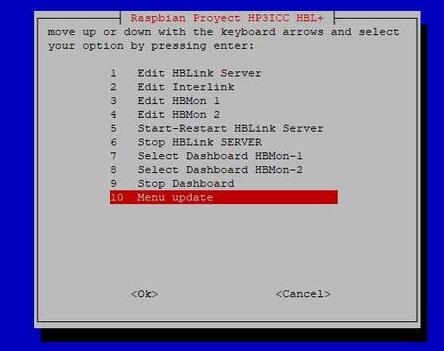 Raspbian Proyect HP3ICC HBL+
move up or down with the keyboard arrows and select
your option by pressing enter:
1 Edit HBLink Server
2 Edit Interlink
3 Edit HBMon 1
4 Edit HBMon 2
5 Start-Restart HBLink Server
6 Stop HBLink SERVER
7 Select Dashboard HBMon-1
8 Select Dashboard HBMon-2
9 Stop Dashboard
10 Menu update
<Ok> <Cancel>